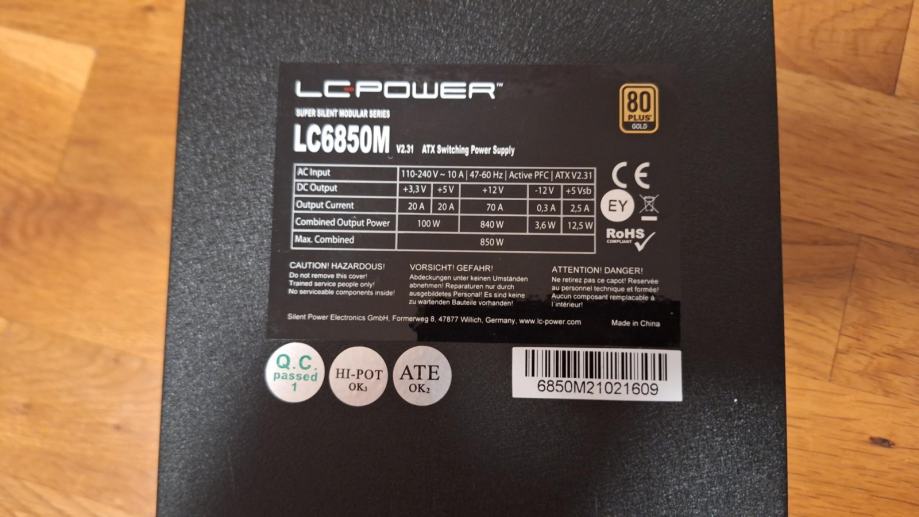 LC-POWER™
80
PLUS®
GOLD
SUPER SILENT MODULAR SERIES
LC6850M V2.31 ATX Switching Power Supply
AC Input 110-240 V ~ 10 A | 47-60 Hz | Active PFC | ATX V2.31
DC Output +3,3 V +5 V +12 V -12 V +5 Vsb
Output Current 20 A 20 A 70 A 0,3 A 2,5 A
Combined Output Power 100 W 840 W 3,6 W 12,5 W
Max. Combined 850 W
CE
EY
RoHS
COMPLIANT
CAUTION! HAZARDOUS!
Do not remove this cover!
Trained service people only!
No serviceable components inside!
VORSICHT! GEFAHR!
Abdeckungen unter keinen Umständen
abnehmen! Reparaturen nur durch
ausgebildetes Personal! Es sind keine
zu wartenden Bauteile vorhanden!
ATTENTION! DANGER!
Ne retirez pas ce capot! Reservée
au personnel technique et formée!
Aucun composant remplaçable à
l´intérieur!
Silent Power Electronics GmbH, Formerweg 8, 47877 Willich, Germany, www.lc-power.com Made in China
Q.C.
passed
1
HI-POT
OK3
ATE
OK2
6850M21021609